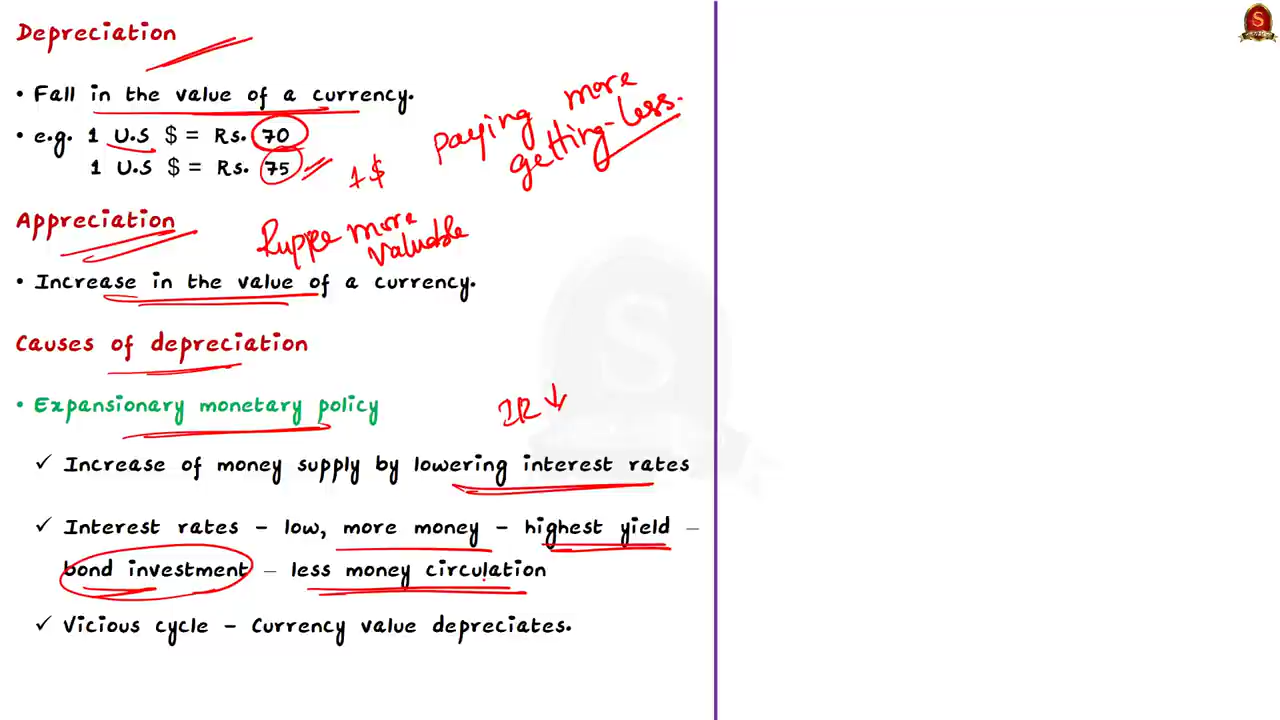 Depreciation
• Fall in the value of a currency.
• e.g. 1 U.S $ = Rs. 70
1 U.S $ = Rs. 75
1$
Paying more
getting-less.
Appreciation
Ruppe more
valuable
• Increase in the value of a currency.
Causes of depreciation
• Expansionary monetary policy
IR ↓
✓ Increase of money supply by lowering interest rates
✓ Interest rates – low, more money – highest yield –
bond investment – less money circulation
✓ Vicious cycle – Currency value depreciates.
S